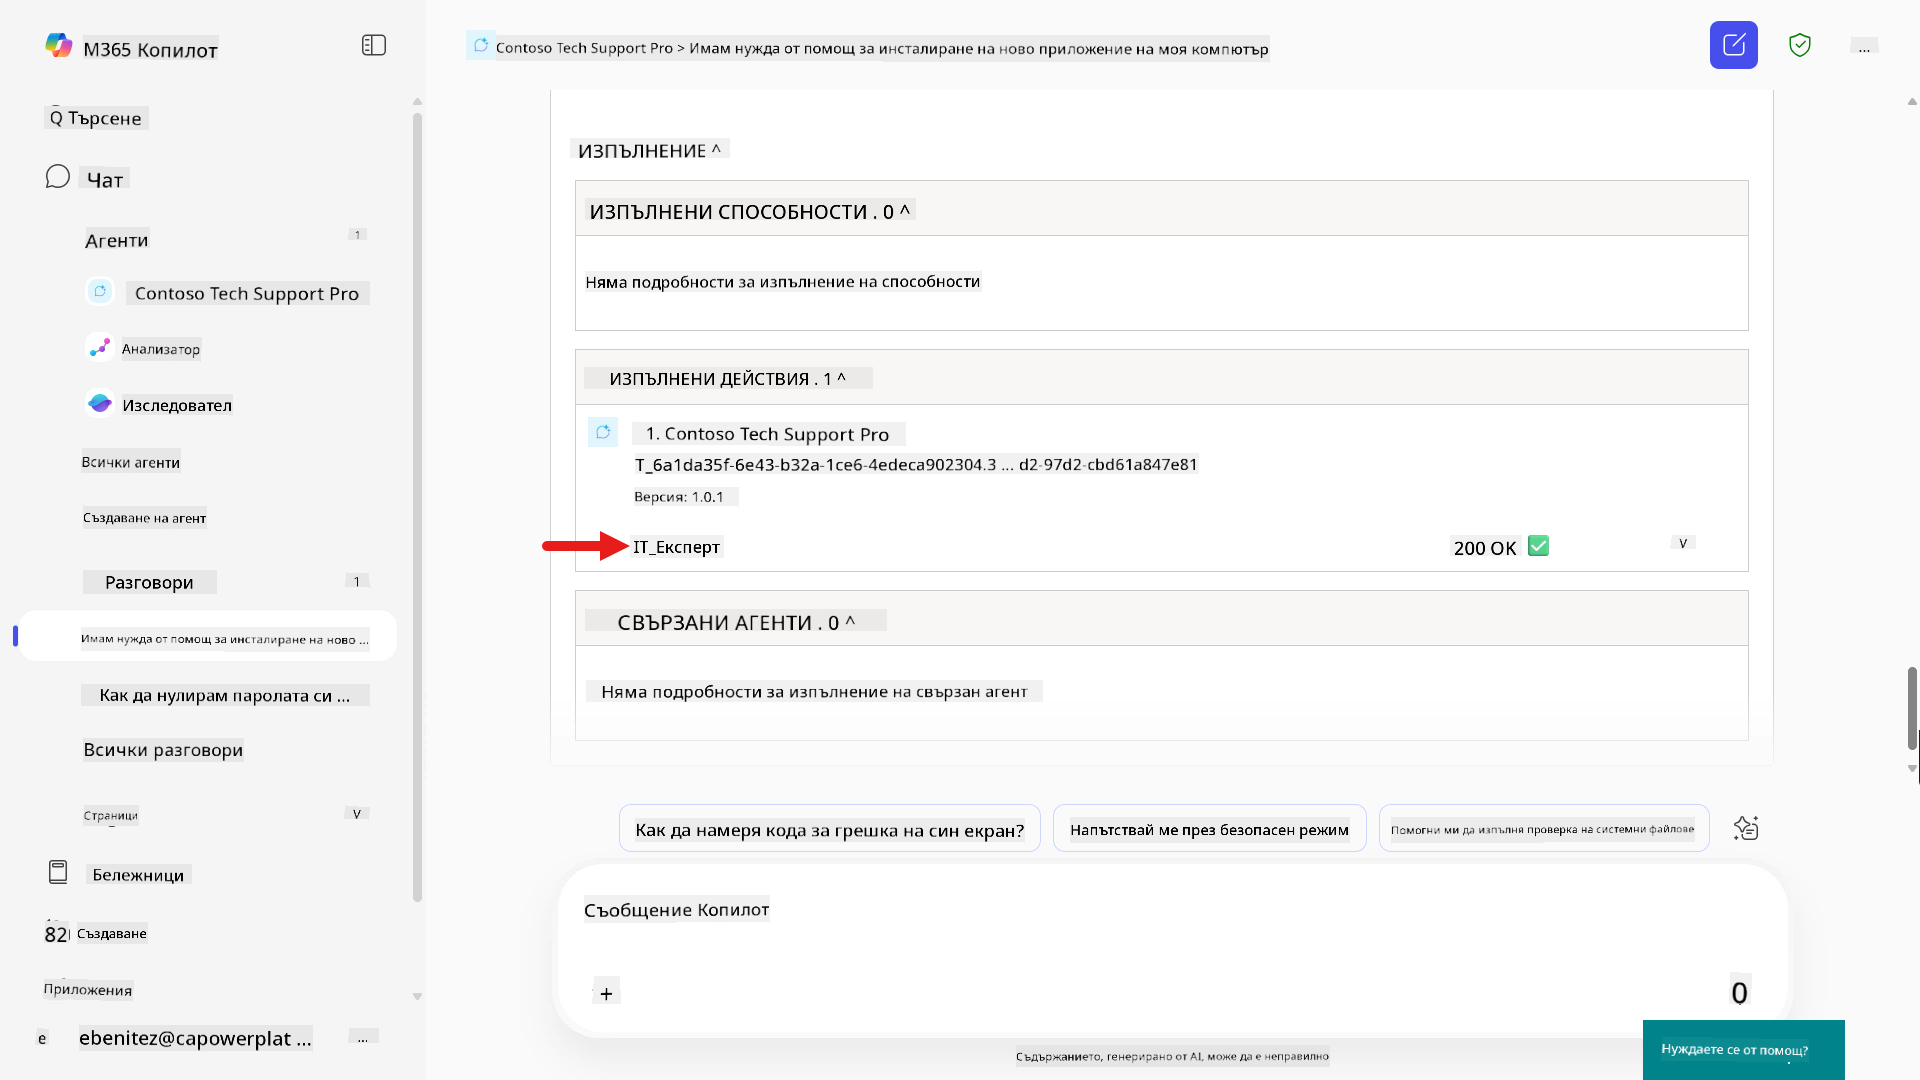 М365 Копилот
Q Търсене
Чат
Агенти
1
Contoso Tech Support Pro
Анализатор
Изследовател
Всички агенти
Създаване на агент
Разговори
1
Имам нужда от помощ за инсталиране на ново ...
Как да нулирам паролата си ...
Всички разговори
Страници
V
Бележници
82
Създаване
Приложения
e
ebenitez@capowerplat ...
...
Contoso Tech Support Pro > Имам нужда от помощ за инсталиране на ново приложение на моя компютър
...
ИЗПЪЛНЕНИЕ ^
ИЗПЪЛНЕНИ СПОСОБНОСТИ . 0 ^
Няма подробности за изпълнение на способности
ИЗПЪЛНЕНИ ДЕЙСТВИЯ . 1 ^
1. Contoso Tech Support Pro
T_6a1da35f-6e43-b32a-1ce6-4edeca902304.3 ... d2-97d2-cbd61a847e81
Версия: 1.0.1
IT_Експерт
200 OK
V
СВЪРЗАНИ АГЕНТИ . 0 ^
Няма подробности за изпълнение на свързан агент
Как да намеря кода за грешка на син екран?
Напътствай ме през безопасен режим
Помогни ми да изпълня проверка на системни файлове
Съобщение Копилот
+
0
Съдържанието, генерирано от AI, може да е неправилно
Нуждаете се от помощ?